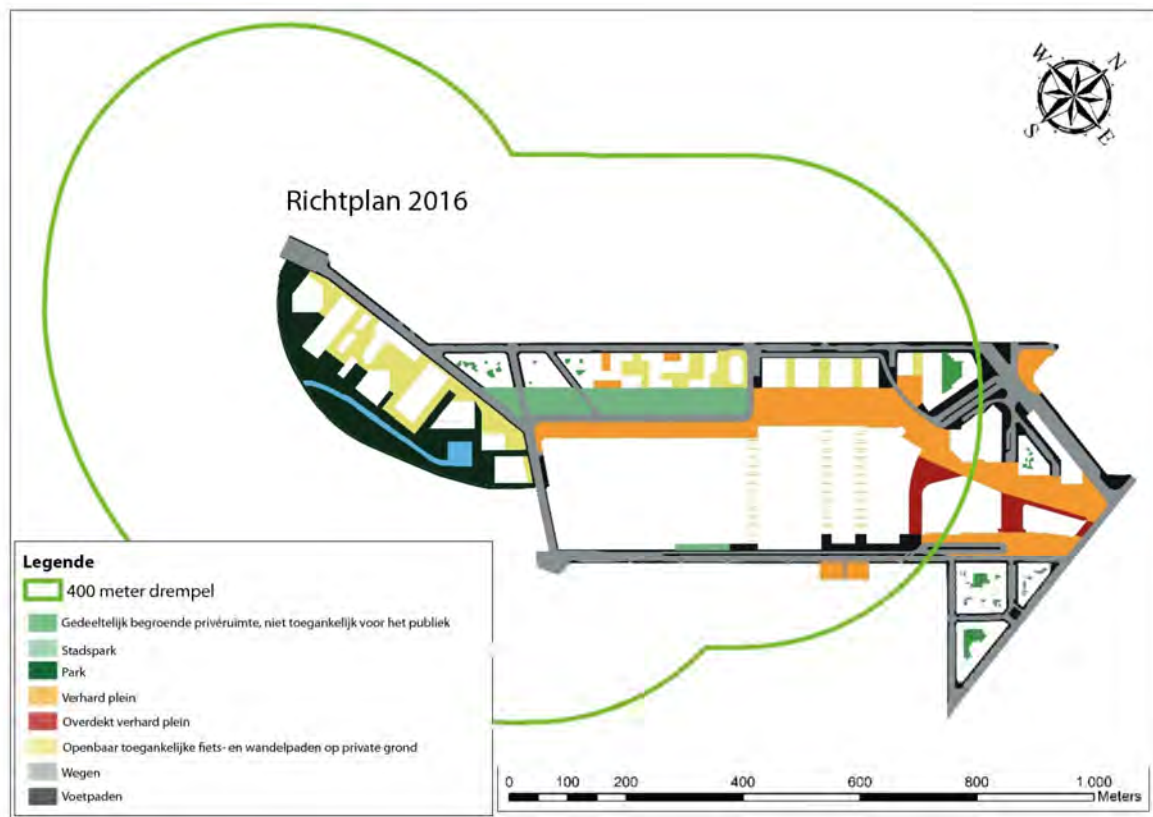 W N
S E
Richtplan 2016
Legende
400 meter drempel
Gedeeltelijk begroende privéruimte, niet toegankelijk voor het publiek
Stadspark
Park
Verhard plein
Overdekt verhard plein
Openbaar toegankelijke fiets- en wandelpaden op private grond
Wegen
Voetpaden
0 100 200 400 600 800 1.000
Meters